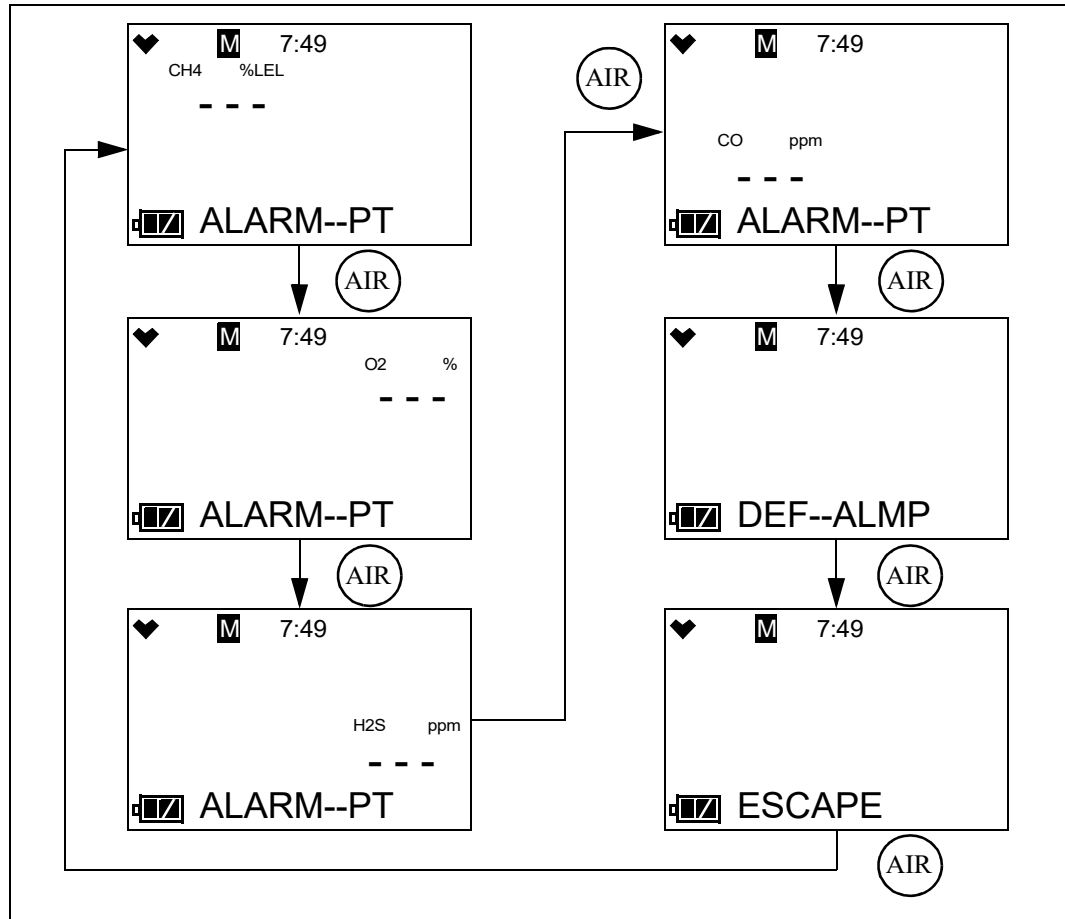 M 7:49
CH4 %LEL
- - -
ALARM--PT
AIR
M 7:49
O2 %
- - -
ALARM--PT
AIR
M 7:49
H2S ppm
- - -
ALARM--PT
AIR
M 7:49
CO ppm
- - -
ALARM--PT
AIR
M 7:49
DEF--ALMP
AIR
M 7:49
ESCAPE
AIR